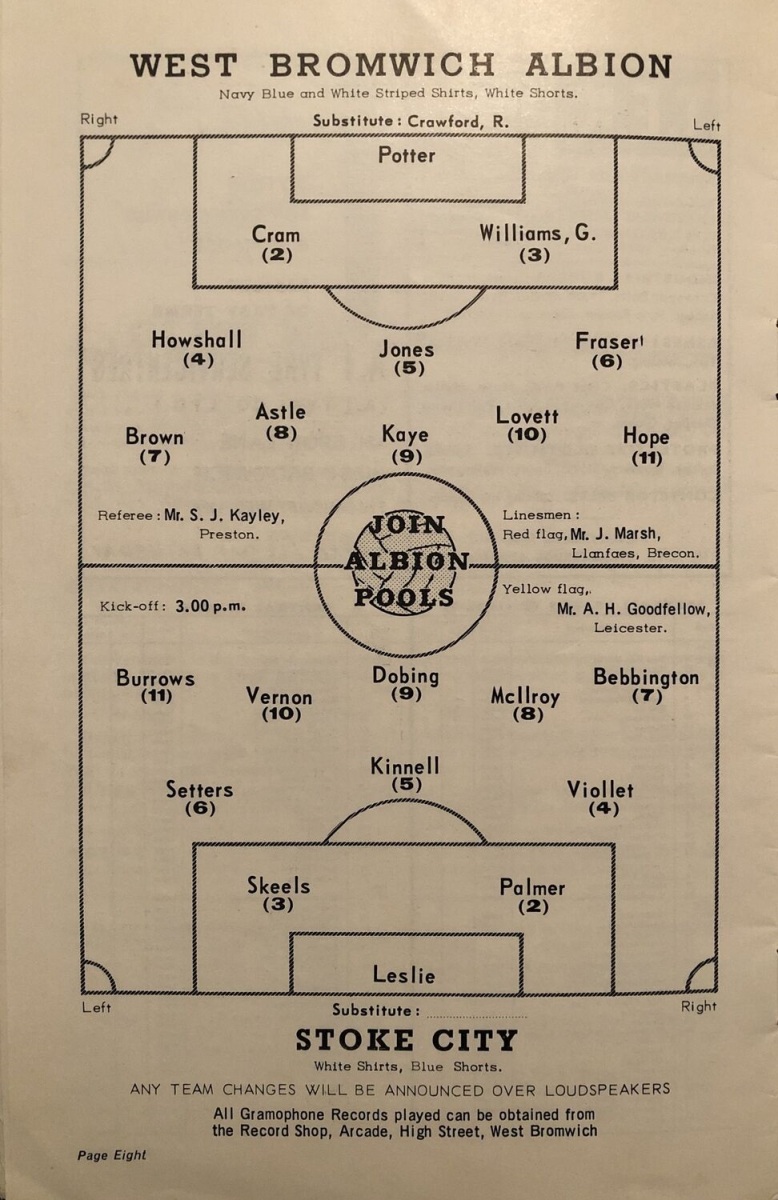 WEST BROMWICH ALBION
Navy Blue and White Striped Shirts, White Shorts.
Right
Substitute : Crawford, R.
Left
Potter
Cram
(2)
Williams, G.
(3)
Howshall
(4)
Jones
(5)
Fraser
(6)
Brown
(7)
Astle
(8)
Kaye
(9)
Lovett
(10)
Hope
(11)
Referee : Mr. S. J. Kayley,
Preston.
Linesmen :
Red flag, Mr. J. Marsh,
Llanfaes, Brecon.
JOIN
ALBION
POOLS
Kick-off: 3.00 p.m.
Yellow flag,.
Mr. A. H. Goodfellow,
Leicester.
Burrows
(11)
Vernon
(10)
Dobing
(9)
McIlroy
(8)
Bebbington
(7)
Setters
(6)
Kinnell
(5)
Viollet
(4)
Skeels
(3)
Palmer
(2)
Leslie
Left
Substitute : ..............................
Right
STOKE CITY
White Shirts, Blue Shorts.
ANY TEAM CHANGES WILL BE ANNOUNCED OVER LOUDSPEAKERS
All Gramophone Records played can be obtained from
the Record Shop, Arcade, High Street, West Bromwich
Page Eight